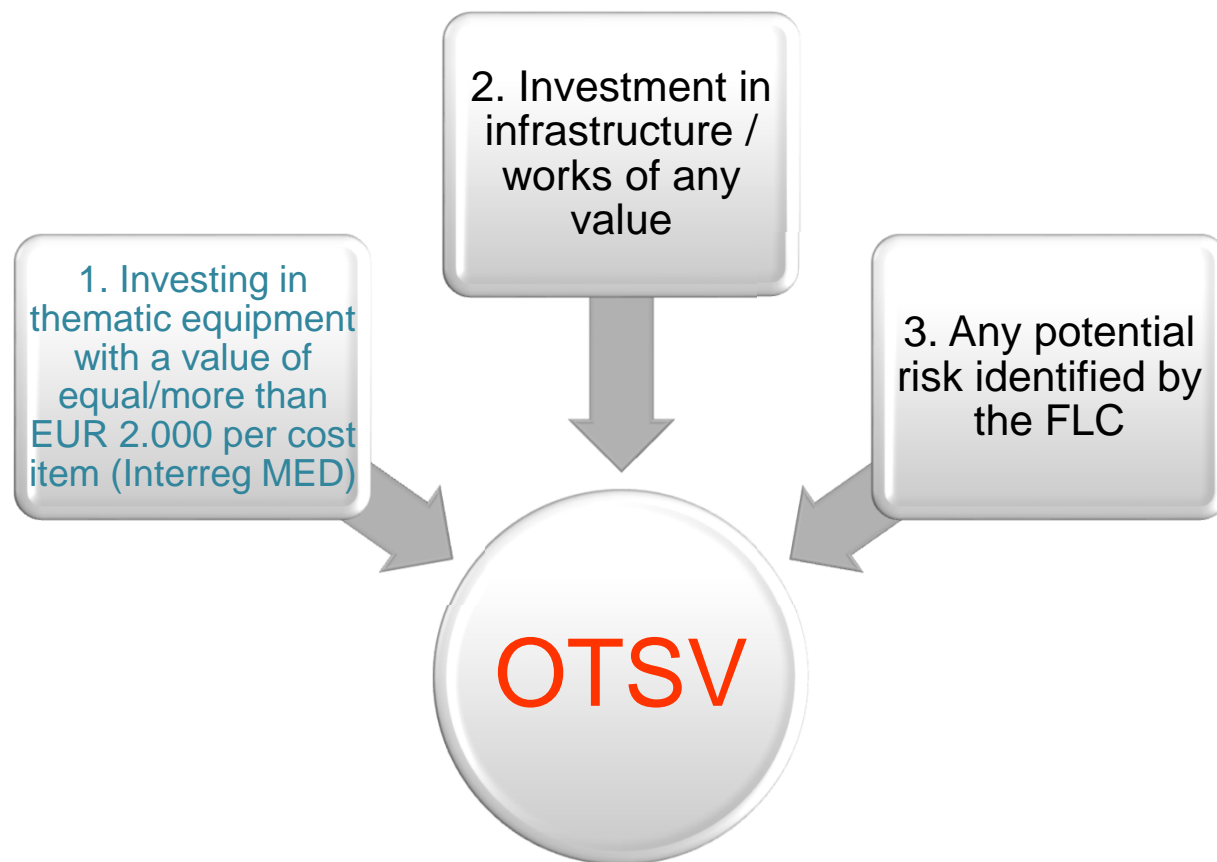 1. Investing in
thematic equipment
with a value of
equal/more than
EUR 2.000 per cost
item (Interreg MED)
2. Investment in
infrastructure /
works of any
value
3. Any potential
risk identified by
the FLC
OTSV